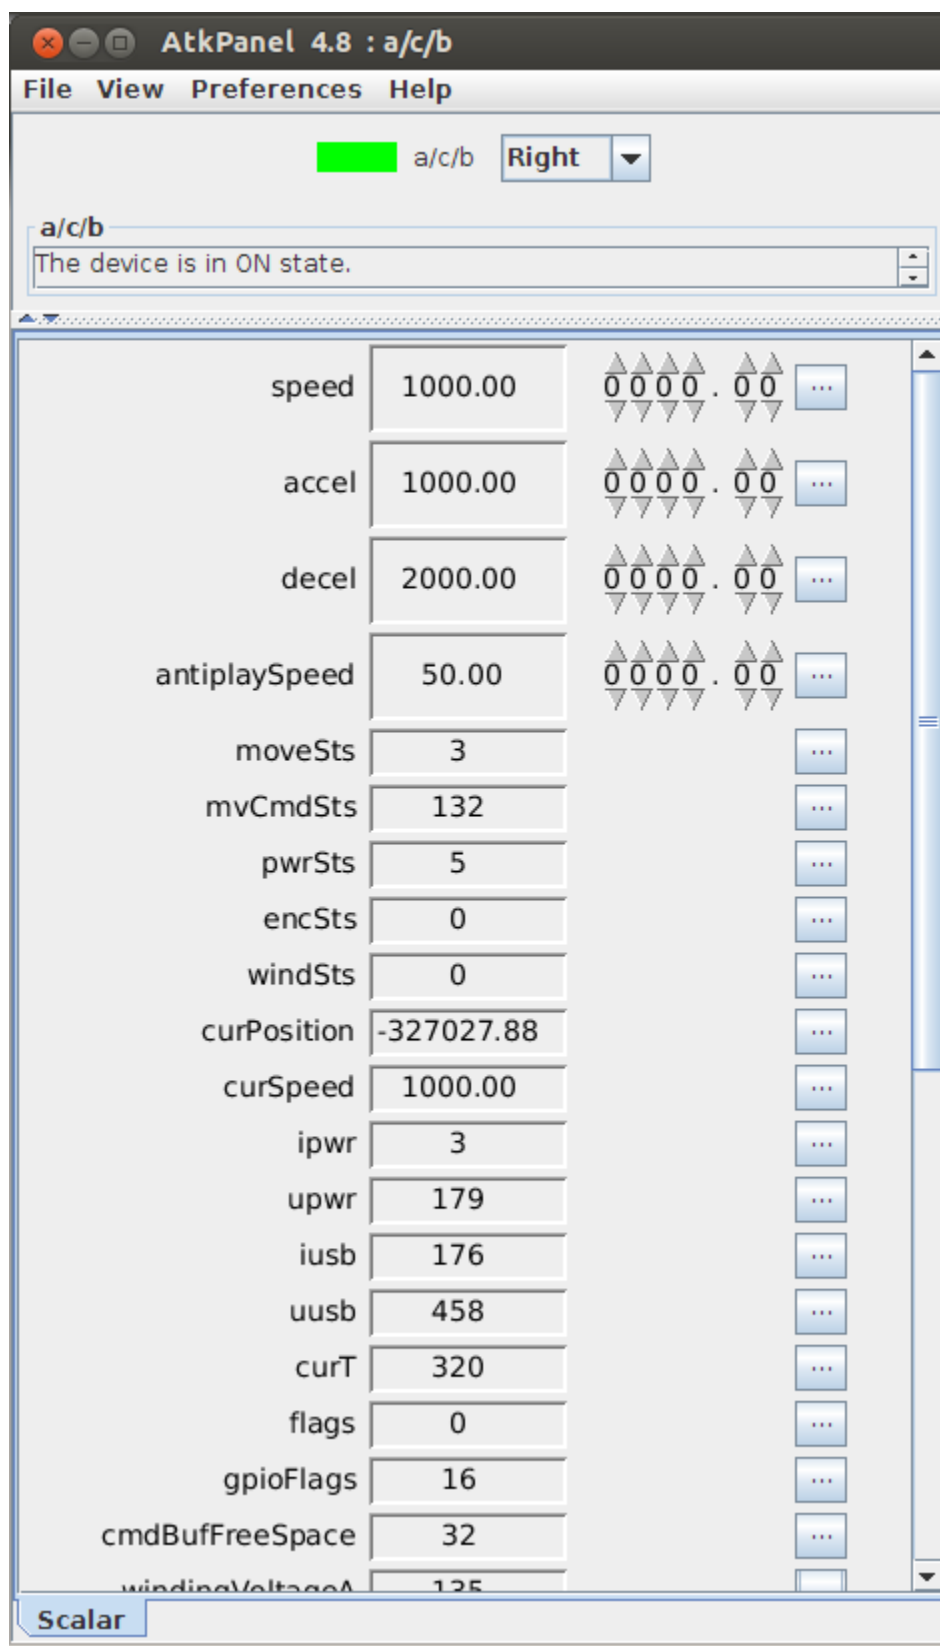 AtkPanel 4.8 : a/c/b
File View Preferences Help
a/c/b Right
a/c/b
The device is in ON state.
speed 1000.00 0000.00 ...
accel 1000.00 0000.00 ...
decel 2000.00 0000.00 ...
antiplaySpeed 50.00 0000.00 ...
moveSts 3 ...
mvCmdSts 132 ...
pwrSts 5 ...
encSts 0 ...
windSts 0 ...
curPosition -327027.88 ...
curSpeed 1000.00 ...
ipwr 3 ...
upwr 179 ...
iusb 176 ...
uusb 458 ...
curT 320 ...
flags 0 ...
gpioFlags 16 ...
cmdBufFreeSpace 32 ...
windingVoltageA 135
Scalar